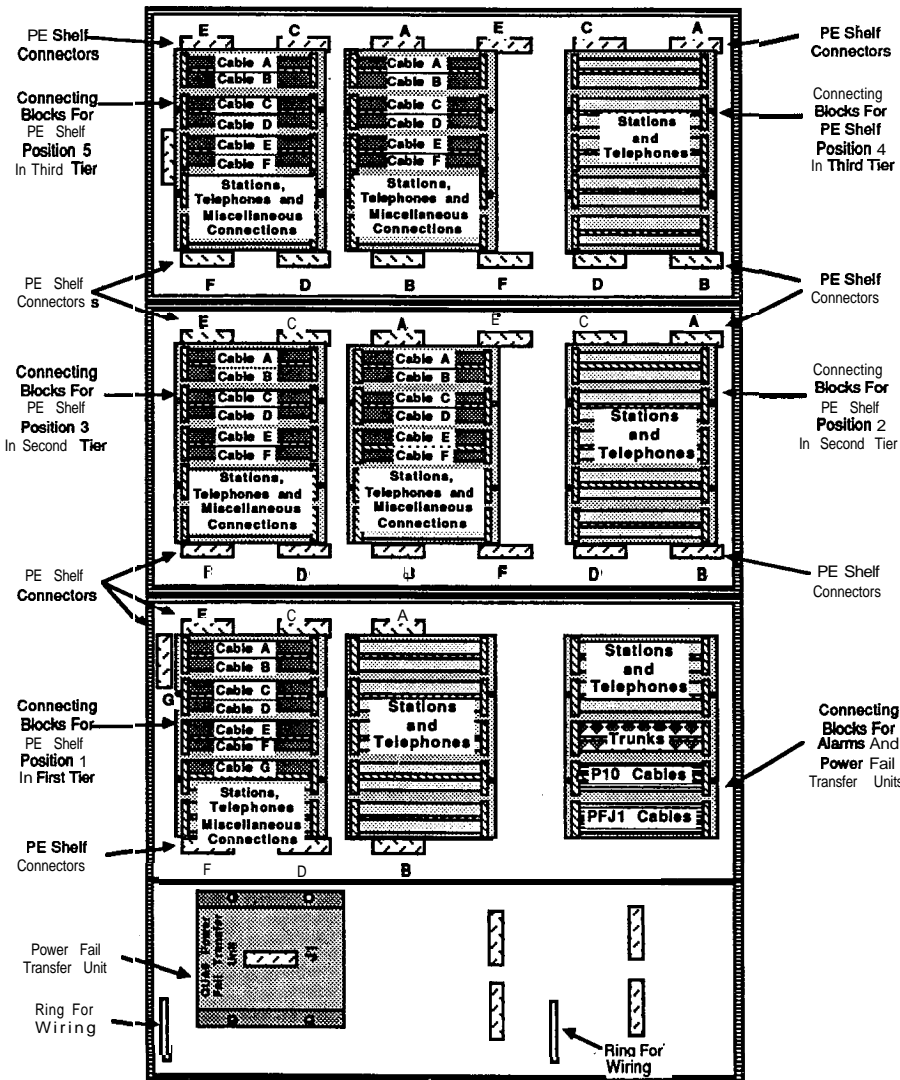 E C A E C A
PE Shelf
Connectors
Connecting
Blocks For
PE Shelf
Position 5
In Third Tier
Cable A
Cable B
Cable C
Cable D
Cable E
Cable F
Stations,
Telephones and
Miscellaneous
Connections
Cable A
Cable B
Cable C
Cable D
Cable E
Cable F
Stations,
Telephones and
Miscellaneous
Connections
Stations
and
Telephones
PE Shelf
Connectors
Connecting
Blocks For
PE Shelf
Position 4
In Third Tier
F D B F D B
PE Shelf
Connectors s
PE Shelf
Connectors
E C A E C A
Connecting
Blocks For
PE Shelf
Position 3
In Second Tier
Cable A
Cable B
Cable C
Cable D
Cable E
Cable F
Stations,
Telephones and
Miscellaneous
Connections
Cable A
Cable B
Cable C
Cable D
Cable E
Cable F
Stations,
Telephones and
Miscellaneous
Connections
Stations
and
Telephones
Connecting
Blocks For
PE Shelf
Position 2
In Second Tier
D F D B
PE Shelf
Connectors
PE Shelf
Connectors
E C A
G
Connecting
Blocks For
PE Shelf
Position 1
In First Tier
Cable A
Cable B
Cable C
Cable D
Cable E
Cable F
Cable G
Stations,
Telephones
Miscellaneous
Connections
Stations
and
Telephones
Stations
and
Telephones
Trunks
P10 Cables
PFJ1 Cables
Connecting
Blocks For
Alarms And
Power Fail
Transfer Units
PE Shelf
Connectors
F D B
Power Fail
Transfer Unit
QUA6 Power
Fail Transfer
Unit
J1
Ring For
Wiring
Ring For
Wiring